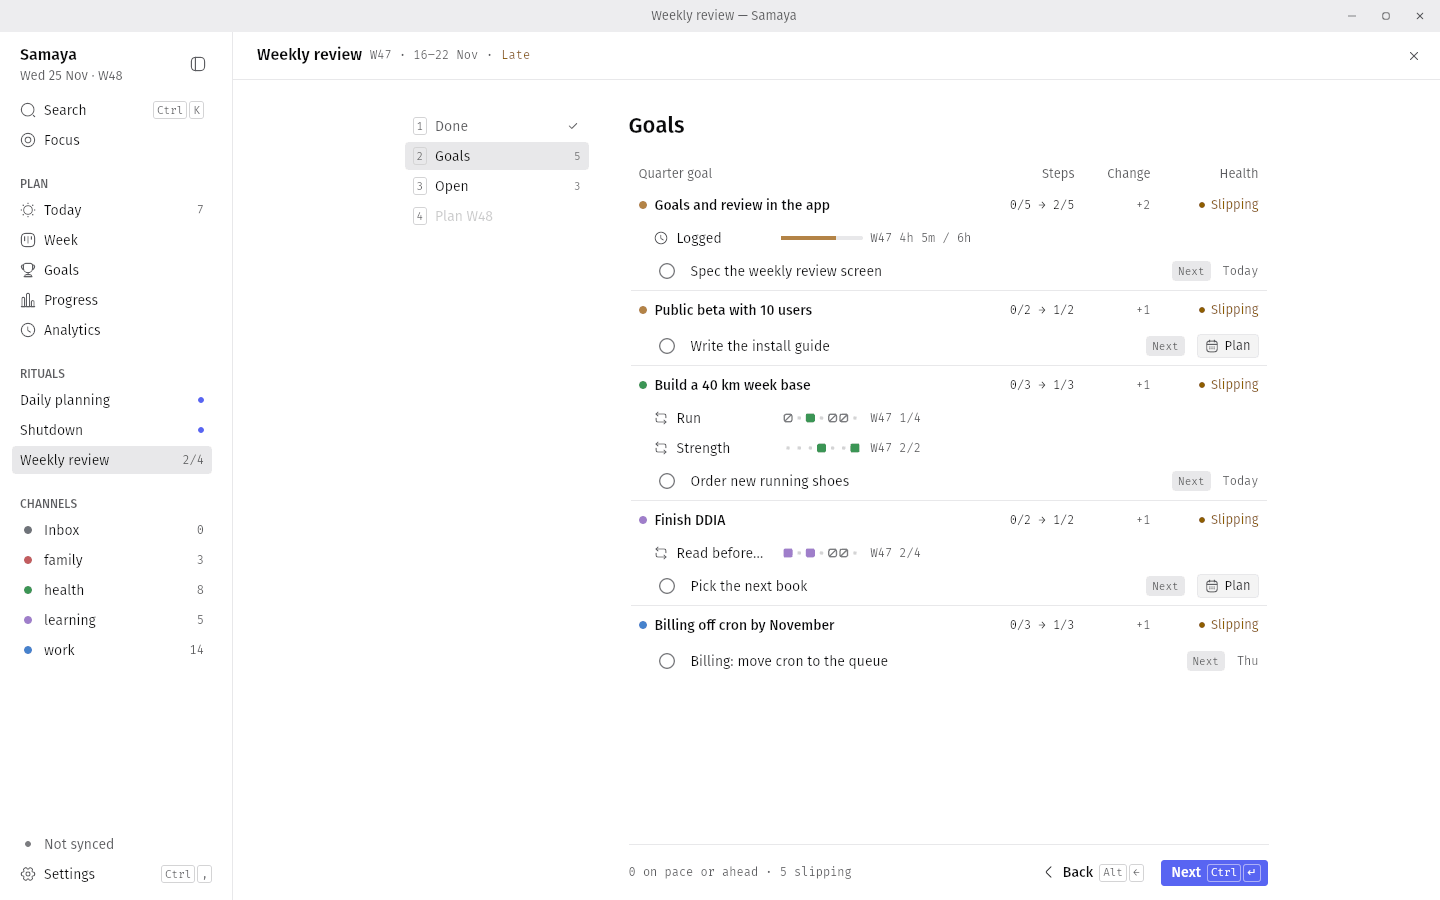 Weekly review — Samaya
Samaya
Wed 25 Nov · W48
Search Ctrl K
Focus
PLAN
Today 7
Week
Goals
Progress
Analytics
RITUALS
Daily planning
Shutdown
Weekly review 2/4
CHANNELS
Inbox 0
family 3
health 8
learning 5
work 14
Not synced
Settings Ctrl ,
Weekly review W47 · 16–22 Nov · Late
1 Done
2 Goals 5
3 Open 3
4 Plan W48
Goals
Quarter goal Steps Change Health
Goals and review in the app 0/5 → 2/5 +2 Slipping
Logged W47 4h 5m / 6h
Spec the weekly review screen Next Today
Public beta with 10 users 0/2 → 1/2 +1 Slipping
Write the install guide Next Plan
Build a 40 km week base 0/3 → 1/3 +1 Slipping
Run W47 1/4
Strength W47 2/2
Order new running shoes Next Today
Finish DDIA 0/2 → 1/2 +1 Slipping
Read before... W47 2/4
Pick the next book Next Plan
Billing off cron by November 0/3 → 1/3 +1 Slipping
Billing: move cron to the queue Next Thu
0 on pace or ahead · 5 slipping
Back Alt ←
Next Ctrl ↵